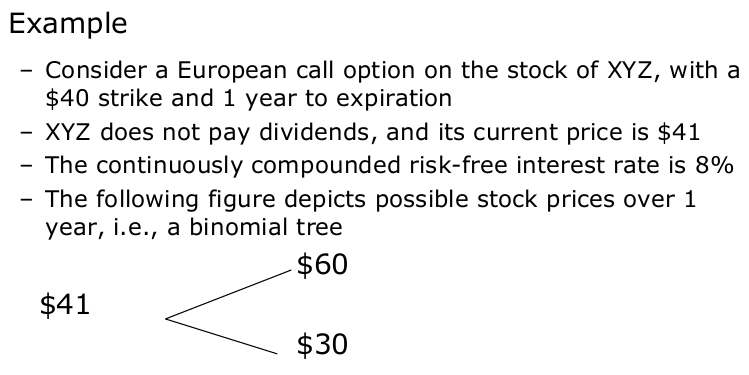 Example
– Consider a European call option on the stock of XYZ, with a
$40 strike and 1 year to expiration
– XYZ does not pay dividends, and its current price is $41
– The continuously compounded risk-free interest rate is 8%
– The following figure depicts possible stock prices over 1
year, i.e., a binomial tree
$60
$41
$30